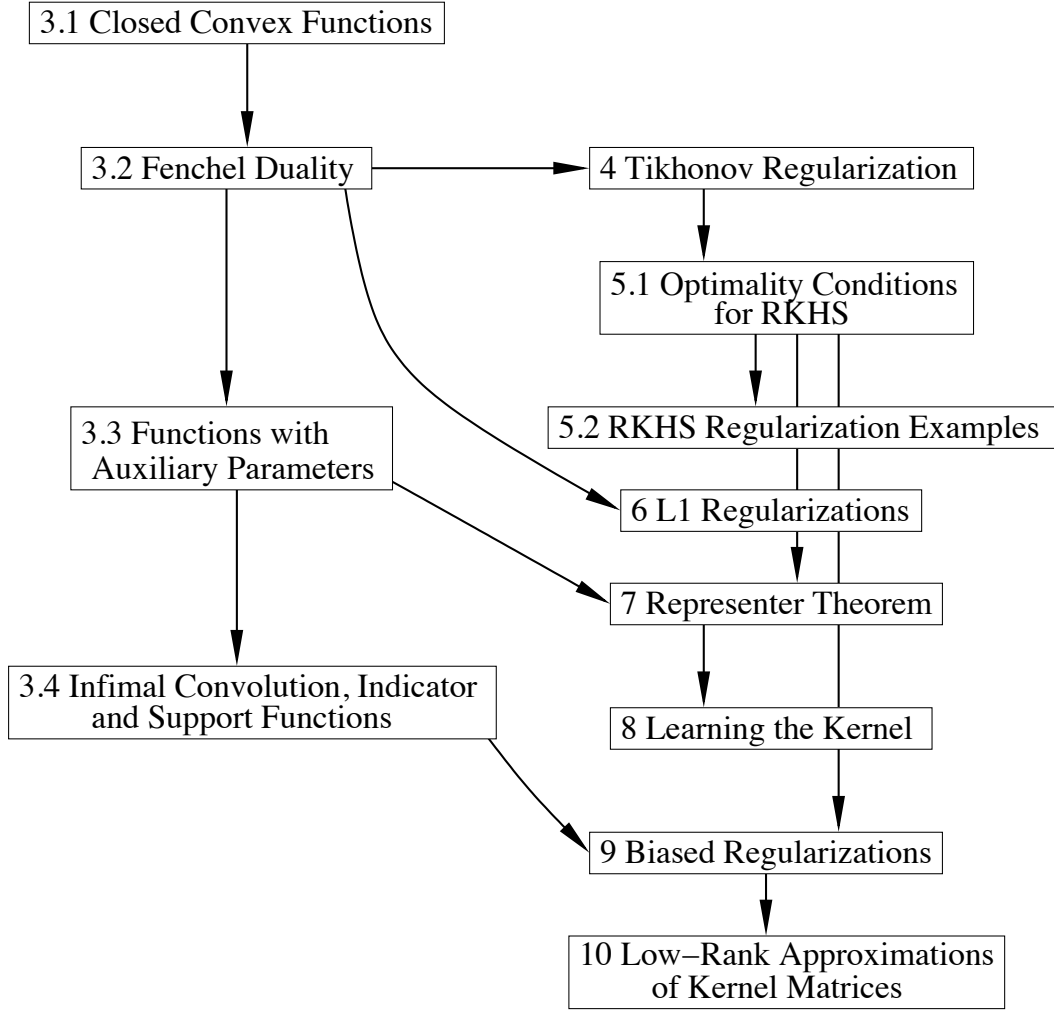 3.1 Closed Convex Functions
3.2 Fenchel Duality
4 Tikhonov Regularization
5.1 Optimality Conditions
for RKHS
3.3 Functions with
Auxiliary Parameters
5.2 RKHS Regularization Examples
6 L1 Regularizations
7 Representer Theorem
3.4 Infimal Convolution, Indicator
and Support Functions
8 Learning the Kernel
9 Biased Regularizations
10 Low–Rank Approximations
of Kernel Matrices